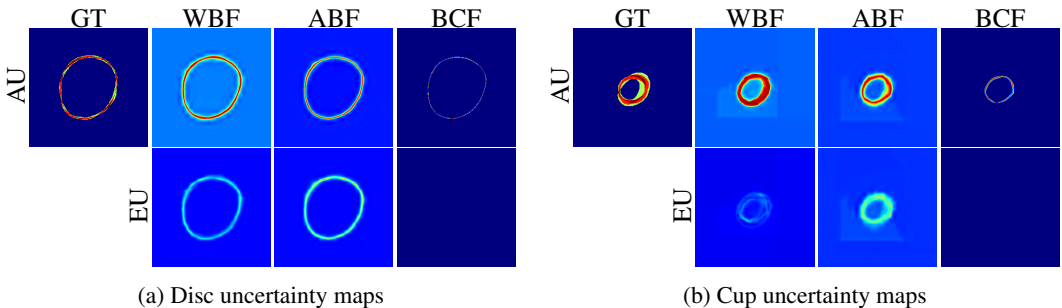 GT WBF ABF BCF GT WBF ABF BCF
AU AU
EU EU
(a) Disc uncertainty maps (b) Cup uncertainty maps